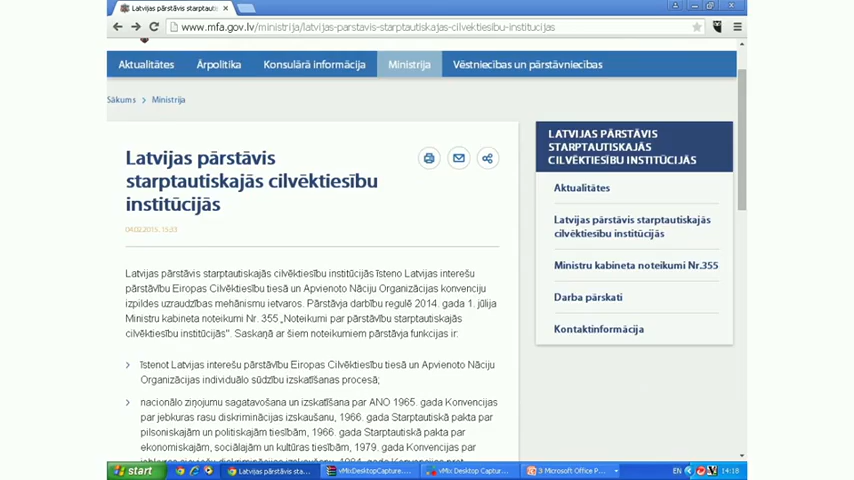 Latvijas pārstāvis starptauti
www.mfa.gov.lv/ministrija/latvijas-parstavis-starptautiskajas-cilvektiesibu-institucijas
Aktualitātes Ārpolitika Konsulārā informācija Ministrija Vēstniecības un pārstāvniecības
Sākums > Ministrija
Latvijas pārstāvis
starptautiskajās cilvēktiesību
institūcijās
04.02.2015. 15:33
Latvijas pārstāvis starptautiskajās cilvēktiesību institūcijās īsteno Latvijas interešu
pārstāvību Eiropas Cilvēktiesību tiesā un Apvienoto Nāciju Organizācijas konvenciju
izpildes uzraudzības mehānismu ietvaros. Pārstāvja darbību regulē 2014. gada 1. jūlija
Ministru kabineta noteikumi Nr. 355 „Noteikumi par pārstāvību starptautiskajās
cilvēktiesību institūcijās". Saskaņā ar šiem noteikumiem pārstāvja funkcijas ir:
īstenot Latvijas interešu pārstāvību Eiropas Cilvēktiesību tiesā un Apvienoto Nāciju
Organizācijas individuālo sūdzību izskatīšanas procesā;
nacionālo ziņojumu sagatavošana un izskatīšana par ANO 1965. gada Konvencijas
par jebkuras rasu diskriminācijas izskaušanu, 1966. gada Starptautiskā pakta par
pilsoniskajām un politiskajām tiesībām, 1966. gada Starptautiskā pakta par
ekonomiskajām, sociālajām un kultūras tiesībām, 1979. gada Konvencijas par
LATVIJAS PĀRSTĀVIS
STARPTAUTISKAJĀS
CILVĒKTIESĪBU INSTITŪCIJĀS
Aktualitātes
Latvijas pārstāvis starptautiskajās
cilvēktiesību institūcijās
Ministru kabineta noteikumi Nr.355
Darba pārskati
Kontaktinformācija
start Latvijas pārstāvis sta... vMixDesktopCapture... vMix Desktop Captur... 3 Microsoft Office P... EN 14:18